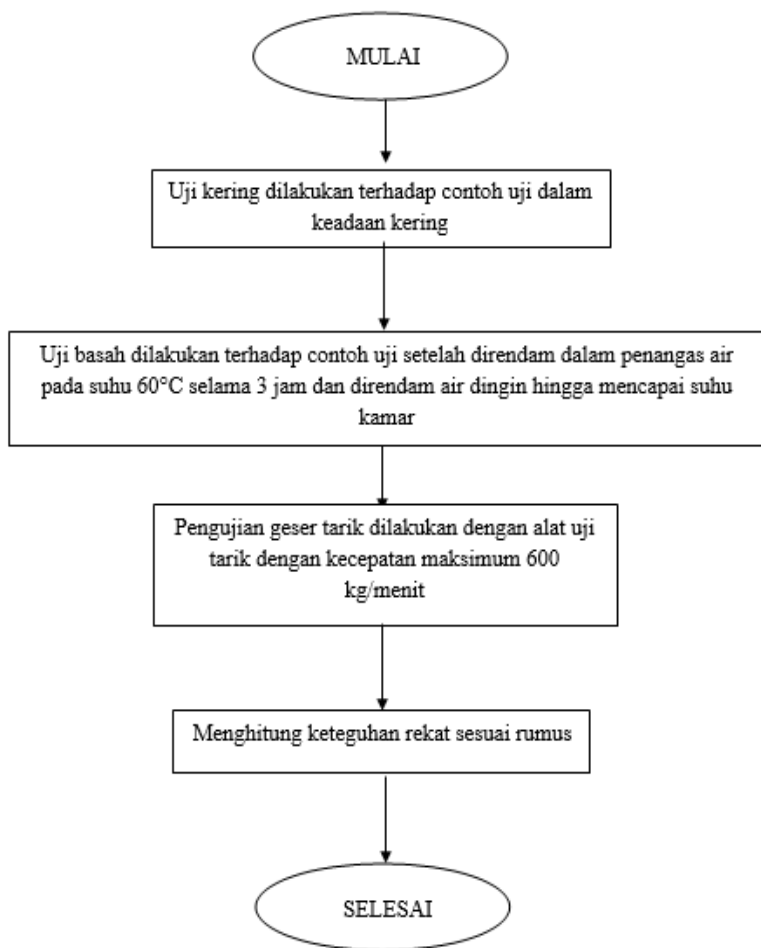 MULAI
Uji kering dilakukan terhadap contoh uji dalam
keadaan kering
Uji basah dilakukan terhadap contoh uji setelah direndam dalam penangas air
pada suhu 60°C selama 3 jam dan direndam air dingin hingga mencapai suhu
kamar
Pengujian geser tarik dilakukan dengan alat uji
tarik dengan kecepatan maksimum 600
kg/menit
Menghitung keteguhan rekat sesuai rumus
SELESAI